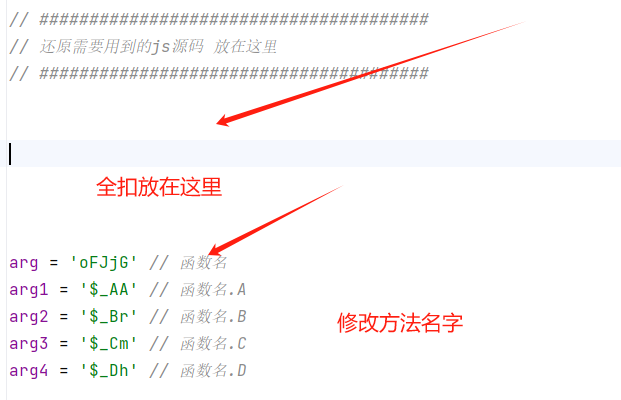 // #######################################
// 还原需要用到的js源码 放在这里
// #######################################
全扣放在这里
arg = 'oFJjG' // 函数名
arg1 = '$_AA' // 函数名.A
arg2 = '$_Br' // 函数名.B
修改方法名字
arg3 = '$_Cm' // 函数名.C
arg4 = '$_Dh' // 函数名.D